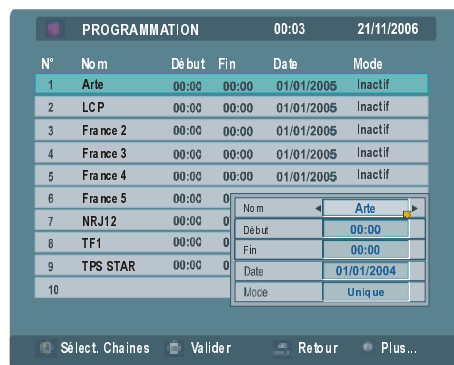 PROGRAMMATION 00:03 21/11/2006
N° Nom Début Fin Date Mode
1 Arte 00:00 00:00 01/01/2005 Inactif
2 LCP 00:00 00:00 01/01/2005 Inactif
3 France 2 00:00 00:00 01/01/2005 Inactif
4 France 3 00:00 00:00 01/01/2005 Inactif
5 France 4 00:00 00:00 01/01/2005 Inactif
6 France 5 00:00 0
7 NRJ12 00:00 0
8 TF1 00:00 0
9 TPS STAR 00:00 0
10
Nom Arte
Début 00:00
Fin 00:00
Date 01/01/2004
Mode Unique
Sélect. Chaines Valider Retour Plus...